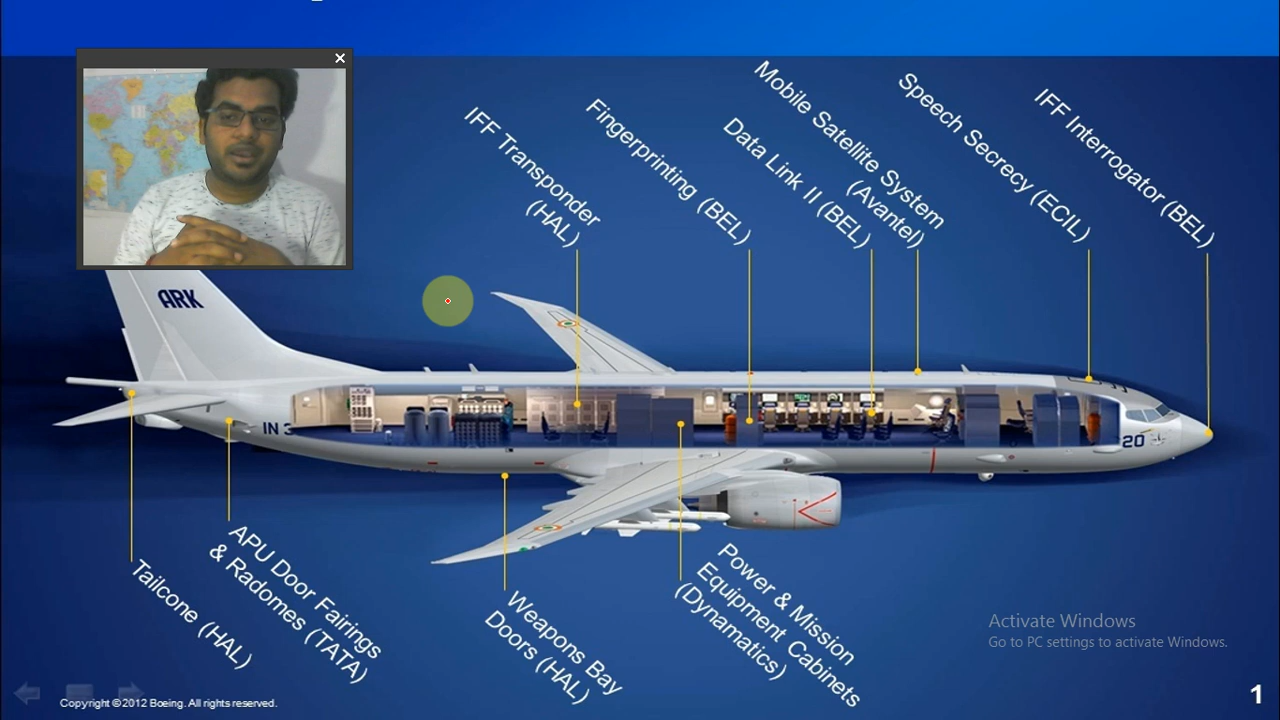 IFF Transponder
(HAL)
Fingerprinting (BEL)
Data Link II (BEL)
Mobile Satellite System
(Avantel)
Speech Secrecy (ECIL)
IFF Interrogator (BEL)
ARK
IN 3
20
Tailcone (HAL)
APU Door Fairings
& Radomes (TATA)
Weapons Bay
Doors (HAL)
Power & Mission
Equipment Cabinets
(Dynamatics)
Activate Windows
Go to PC settings to activate Windows.
Copyright © 2012 Boeing. All rights reserved.
1